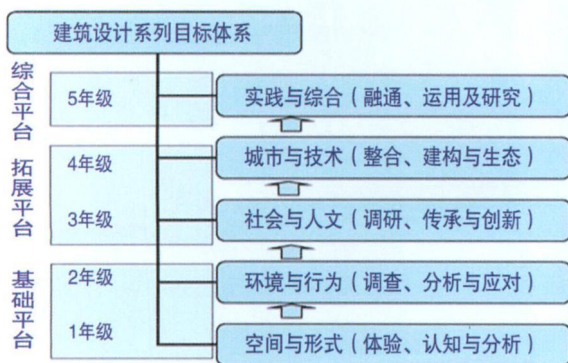 建筑设计系列目标体系
综合平台
5年级
实践与综合（融通、运用及研究）
拓展平台
4年级
城市与技术（整合、建构与生态）
3年级
社会与人文（调研、传承与创新）
基础平台
2年级
环境与行为（调查、分析与应对）
1年级
空间与形式（体验、认知与分析）